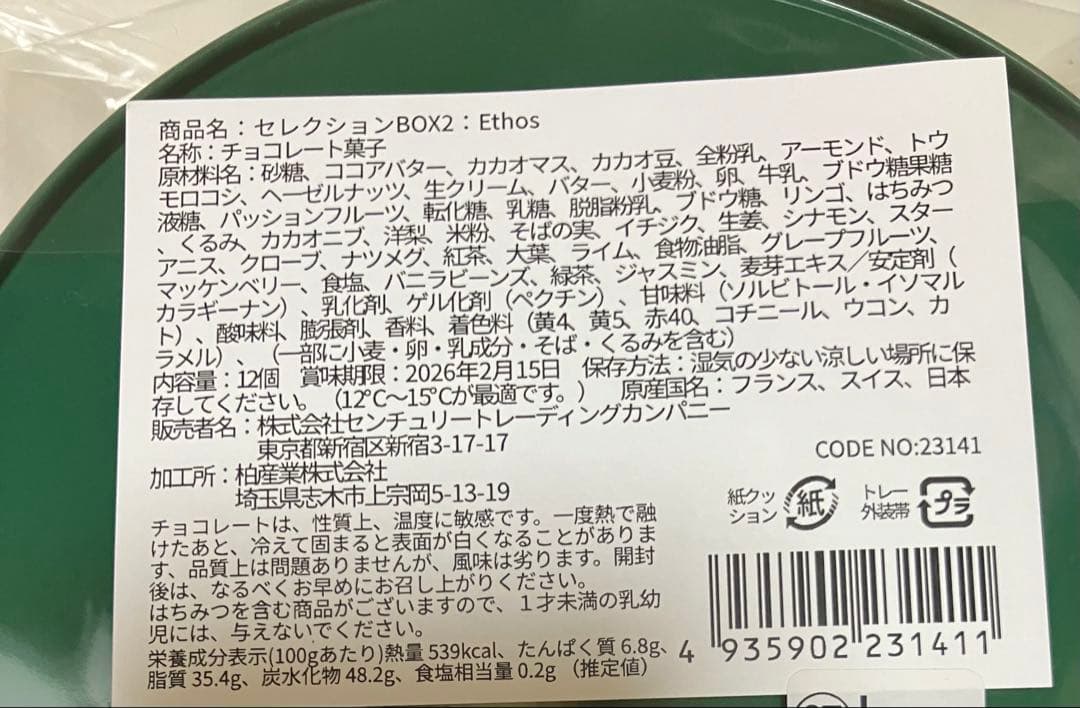 商品名：セレクションBOX2：Ethos
名称：チョコレート菓子
原材料名：砂糖、ココアバター、カカオマス、カカオ豆、全粉乳、アーモンド、トウ
モロコシ、ヘーゼルナッツ、生クリーム、バター、小麦粉、卵、牛乳、ブドウ糖果糖
液糖、パッションフルーツ、転化糖、乳糖、脱脂粉乳、ブドウ糖、リンゴ、はちみつ
、くるみ、カカオニブ、洋梨、米粉、そばの実、イチジク、生姜、シナモン、スター
アニス、クローブ、ナツメグ、紅茶、大葉、ライム、食物油脂、グレープフルーツ、
マッケンベリー、食塩、バニラビーンズ、緑茶、ジャスミン、麦芽エキス／安定剤（
カラギーナン）、乳化剤、ゲル化剤（ペクチン）、甘味料（ソルビトール・イソマル
ト）、酸味料、膨張剤、香料、着色料（黄4、黄5、赤40、コチニール、ウコン、カ
ラメル）、（一部に小麦・卵・乳成分・そば・くるみを含む）
内容量：12個　賞味期限：2026年2月15日　保存方法：湿気の少ない涼しい場所に保
存してください。（12℃～15℃が最適です。）　原産国名：フランス、スイス、日本
販売者名：株式会社センチュリートレーディングカンパニー
東京都新宿区新宿3-17-17
加工所：柏産業株式会社
埼玉県志木市上宗岡5-13-19
CODE NO:23141
紙クッ
ション
紙
トレー
外装帯
プラ
チョコレートは、性質上、温度に敏感です。一度熱で融
けたあと、冷えて固まると表面が白くなることがありま
す、品質上は問題ありませんが、風味は劣ります。開封
後は、なるべくお早めにお召し上がりください。
はちみつを含む商品がございますので、１才未満の乳幼
児には、与えないでください。
栄養成分表示(100gあたり)熱量 539kcal、たんぱく質 6.8g、
脂質 35.4g、炭水化物 48.2g、食塩相当量 0.2g （推定値）
4 935902 231411